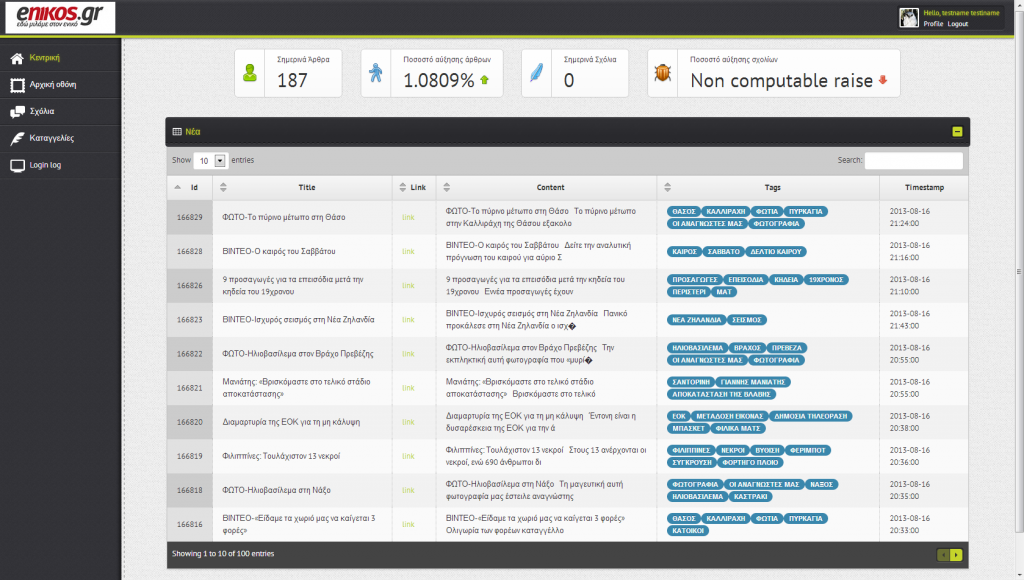 enikos.gr
εδώ μιλάμε στον ενικό
Hello, testname testlname
Profile Logout
Κεντρική
Αρχική οθόνη
Σχόλια
Καταγγελίες
Login log
Σημερινά Άρθρα
187
Ποσοστό αύξησης άρθρων
1.0809%
Σημερινά Σχόλια
0
Ποσοστό αύξησης σχολίων
Non computable raise
Νέα
Show 10 entries
Search:
Id Title Link Content Tags Timestamp
166829 ΦΩΤΟ-Το πύρινο μέτωπο στη Θάσο link ΦΩΤΟ-Το πύρινο μέτωπο στη Θάσο Το πύρινο μέτωπο στην Καλλιράχη της Θάσου εξακολο ΘΑΣΟΣ ΚΑΛΛΙΡΑΧΗ ΦΩΤΙΑ ΠΥΡΚΑΓΙΑ ΟΙ ΑΝΑΓΝΩΣΤΕΣ ΜΑΣ ΦΩΤΟΓΡΑΦΙΑ 2013-08-16 21:24:00
166828 ΒΙΝΤΕΟ-Ο καιρός του Σαββάτου link ΒΙΝΤΕΟ-Ο καιρός του Σαββάτου Δείτε την αναλυτική πρόγνωση του καιρού για αύριο Σ ΚΑΙΡΟΣ ΣΑΒΒΑΤΟ ΔΕΛΤΙΟ ΚΑΙΡΟΥ 2013-08-16 21:16:00
166826 9 προσαγωγές για τα επεισόδια μετά την κηδεία του 19χρονου link 9 προσαγωγές για τα επεισόδια μετά την κηδεία του 19χρονου Εννέα προσαγωγές έχουν ΠΡΟΣΑΓΩΓΕΣ ΕΠΕΙΣΟΔΙΑ ΚΗΔΕΙΑ 19ΧΡΟΝΟΣ ΠΕΡΙΣΤΕΡΙ ΜΑΤ 2013-08-16 21:10:00
166823 ΒΙΝΤΕΟ-Ισχυρός σεισμός στη Νέα Ζηλανδία link ΒΙΝΤΕΟ-Ισχυρός σεισμός στη Νέα Ζηλανδία Πανικό προκάλεσε στη Νέα Ζηλανδία ο ισχ� ΝΕΑ ΖΗΛΑΝΔΙΑ ΣΕΙΣΜΟΣ 2013-08-16 21:43:00
166822 ΦΩΤΟ-Ηλιοβασίλεμα στον Βράχο Πρεβέζης link ΦΩΤΟ-Ηλιοβασίλεμα στον Βράχο Πρεβέζης Την εκπληκτική αυτή φωτογραφία που «μυρί� ΗΛΙΟΒΑΣΙΛΕΜΑ ΒΡΑΧΟΣ ΠΡΕΒΕΖΑ ΟΙ ΑΝΑΓΝΩΣΤΕΣ ΜΑΣ ΦΩΤΟΓΡΑΦΙΑ 2013-08-16 20:55:00
166821 Μανιάτης: «Βρισκόμαστε στο τελικό στάδιο αποκατάστασης» link Μανιάτης: «Βρισκόμαστε στο τελικό στάδιο αποκατάστασης» Βρισκόμαστε στο τελικό ΣΑΝΤΟΡΙΝΗ ΓΙΑΝΝΗΣ ΜΑΝΙΑΤΗΣ ΑΠΟΚΑΤΑΣΤΑΣΗ ΤΗΣ ΒΛΑΒΗΣ 2013-08-16 20:55:00
166820 Διαμαρτυρία της ΕΟΚ για τη μη κάλυψη link Διαμαρτυρία της ΕΟΚ για τη μη κάλυψη Έντονη είναι η δυσαρέσκεια της ΕΟΚ για την ά ΕΟΚ ΜΕΤΑΔΟΣΗ ΕΙΚΟΝΑΣ ΔΗΜΟΣΙΑ ΤΗΛΕΟΡΑΣΗ ΜΠΑΣΚΕΤ ΦΙΛΙΚΑ ΜΑΤΣ 2013-08-16 20:38:00
166819 Φιλιππίνες: Τουλάχιστον 13 νεκροί link Φιλιππίνες: Τουλάχιστον 13 νεκροί Στους 13 ανέρχονται οι νεκροί, ενώ 690 άνθρωποι δι ΦΙΛΙΠΠΙΝΕΣ ΝΕΚΡΟΙ ΒΥΘΙΣΗ ΦΕΡΙΜΠΟΤ ΣΥΓΚΡΟΥΣΗ ΦΟΡΤΗΓΟ ΠΛΟΙΟ 2013-08-16 20:36:00
166818 ΦΩΤΟ-Ηλιοβασίλεμα στη Νάξο link ΦΩΤΟ-Ηλιοβασίλεμα στη Νάξο Τη μαγευτική αυτή φωτογραφία μας έστειλε αναγνώστης ΦΩΤΟΓΡΑΦΙΑ ΟΙ ΑΝΑΓΝΩΣΤΕΣ ΜΑΣ ΝΑΞΟΣ ΗΛΙΟΒΑΣΙΛΕΜΑ ΚΑΣΤΡΑΚΙ 2013-08-16 20:35:00
166816 ΒΙΝΤΕΟ-«Είδαμε τα χωριό μας να καίγεται 3 φορές» link ΒΙΝΤΕΟ-«Είδαμε τα χωριό μας να καίγεται 3 φορές» Ολιγωρία των φορέων καταγγέλλο ΘΑΣΟΣ ΚΑΛΛΙΡΑΧΗ ΦΩΤΙΑ ΠΥΡΚΑΓΙΑ ΚΑΤΟΙΚΟΙ 2013-08-16 20:33:00
Showing 1 to 10 of 100 entries